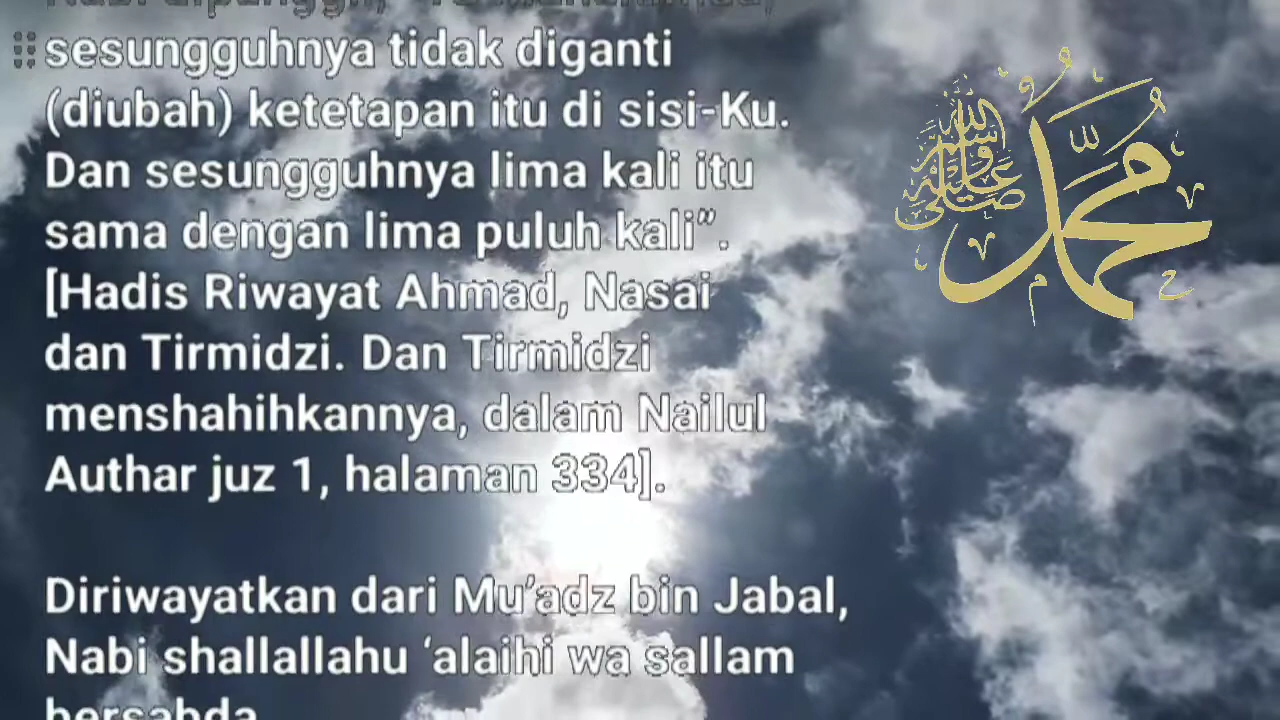 sesungguhnya tidak diganti
(diubah) ketetapan itu di sisi-Ku.
Dan sesungguhnya lima kali itu
sama dengan lima puluh kali”.
[Hadis Riwayat Ahmad, Nasai
dan Tirmidzi. Dan Tirmidzi
menshahihkannya, dalam Nailul
Authar juz 1, halaman 334].
Diriwayatkan dari Mu’adz bin Jabal,
Nabi shallallahu ‘alaihi wa sallam
bersabda
محمد صلى الله عليه وسلم